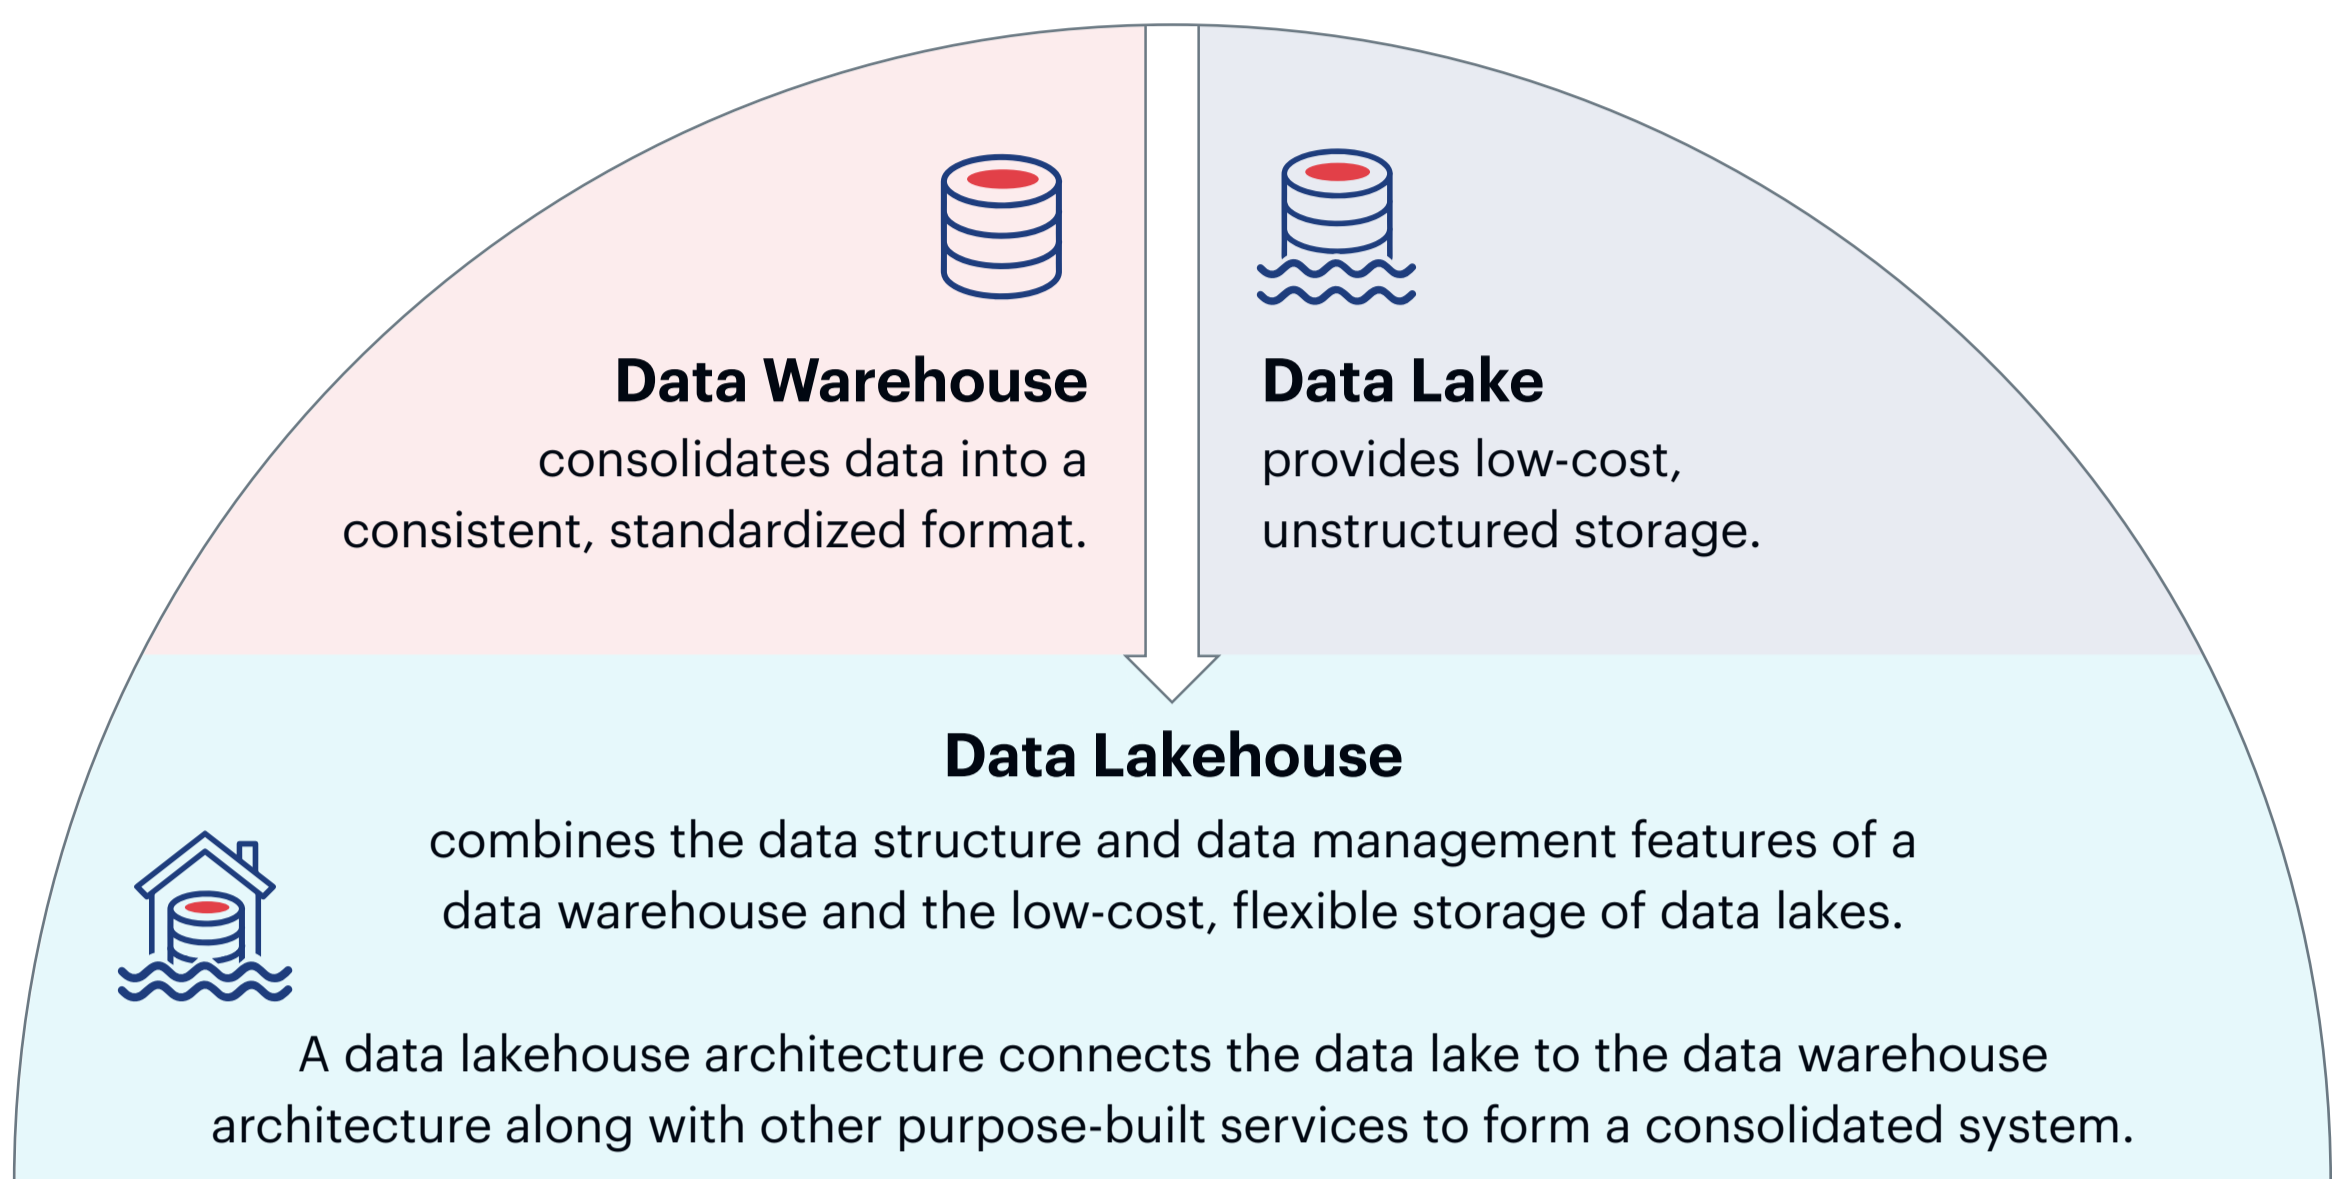 Data Warehouse
consolidates data into a
consistent, standardized format.
Data Lake
provides low-cost,
unstructured storage.
Data Lakehouse
combines the data structure and data management features of a
data warehouse and the low-cost, flexible storage of data lakes.
A data lakehouse architecture connects the data lake to the data warehouse
architecture along with other purpose-built services to form a consolidated system.